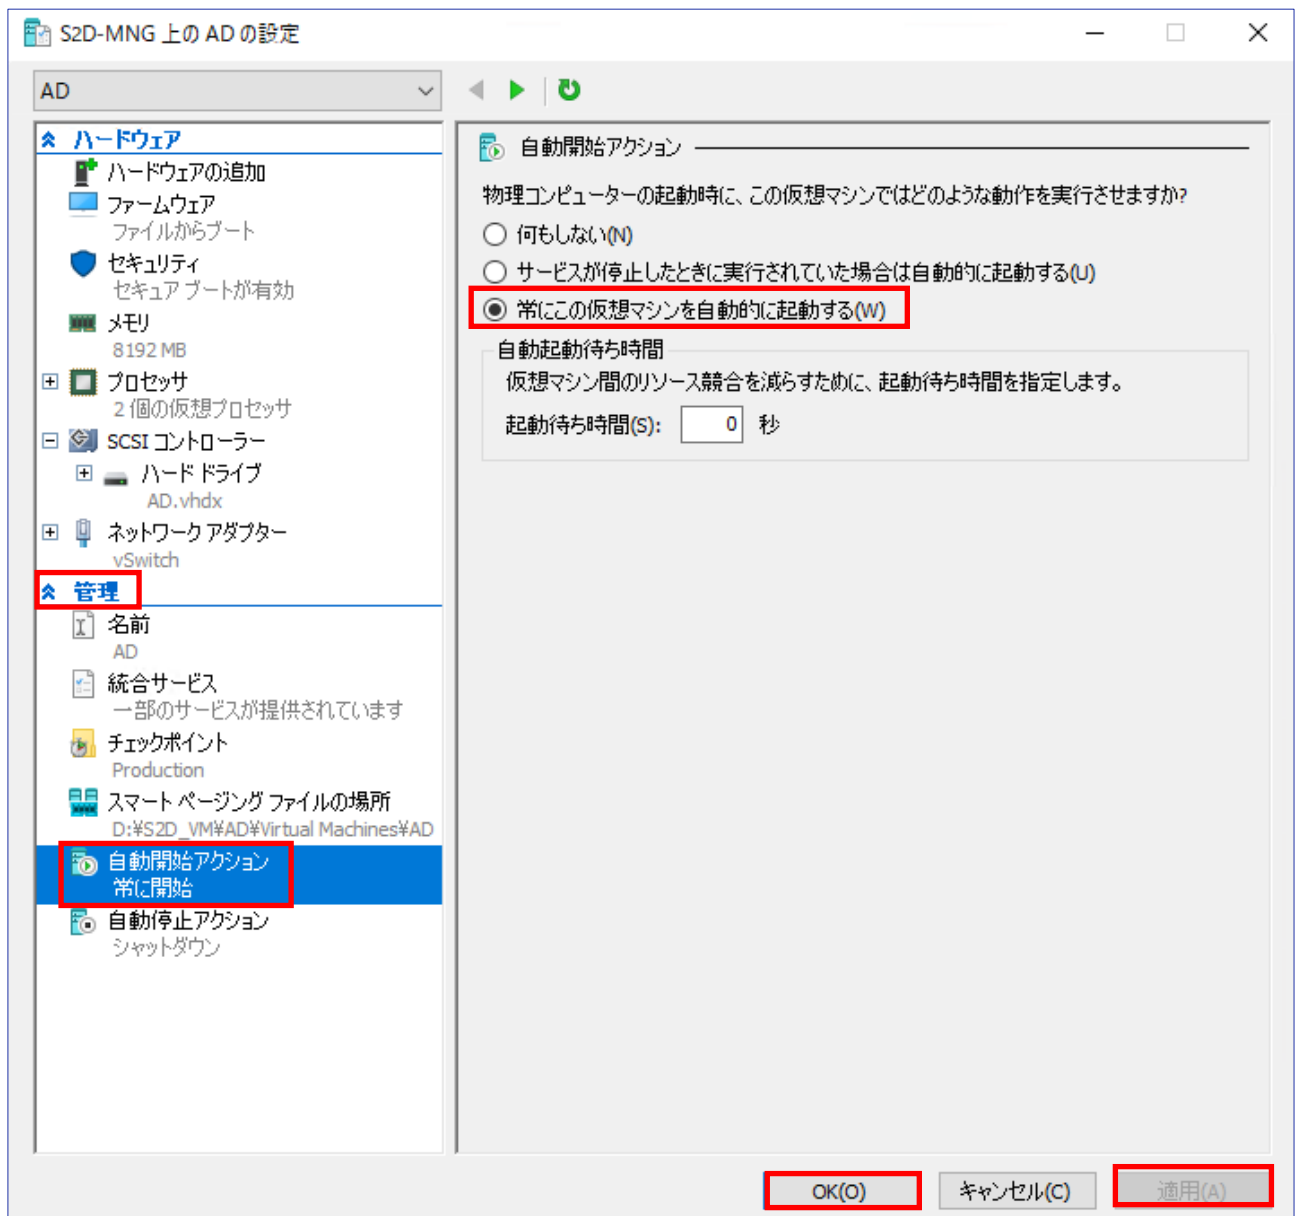 S2D-MNG 上の AD の設定
AD
ハードウェア
ハードウェアの追加
ファームウェア
ファイルからブート
セキュリティ
セキュア ブートが有効
メモリ
8192 MB
プロセッサ
2 個の仮想プロセッサ
SCSI コントローラー
ハード ドライブ
AD.vhdx
ネットワーク アダプター
vSwitch
管理
名前
AD
統合サービス
一部のサービスが提供されています
チェックポイント
Production
スマート ページング ファイルの場所
D:¥S2D_VM¥AD¥Virtual Machines¥AD
自動開始アクション
常に開始
自動停止アクション
シャットダウン
自動開始アクション
物理コンピューターの起動時に、この仮想マシンではどのような動作を実行させますか?
何もしない(N)
サービスが停止したときに実行されていた場合は自動的に起動する(U)
常にこの仮想マシンを自動的に起動する(W)
自動起動待ち時間
仮想マシン間のリソース競合を減らすために、起動待ち時間を指定します。
起動待ち時間(S): 0 秒
OK(O) キャンセル(C) 適用(A)